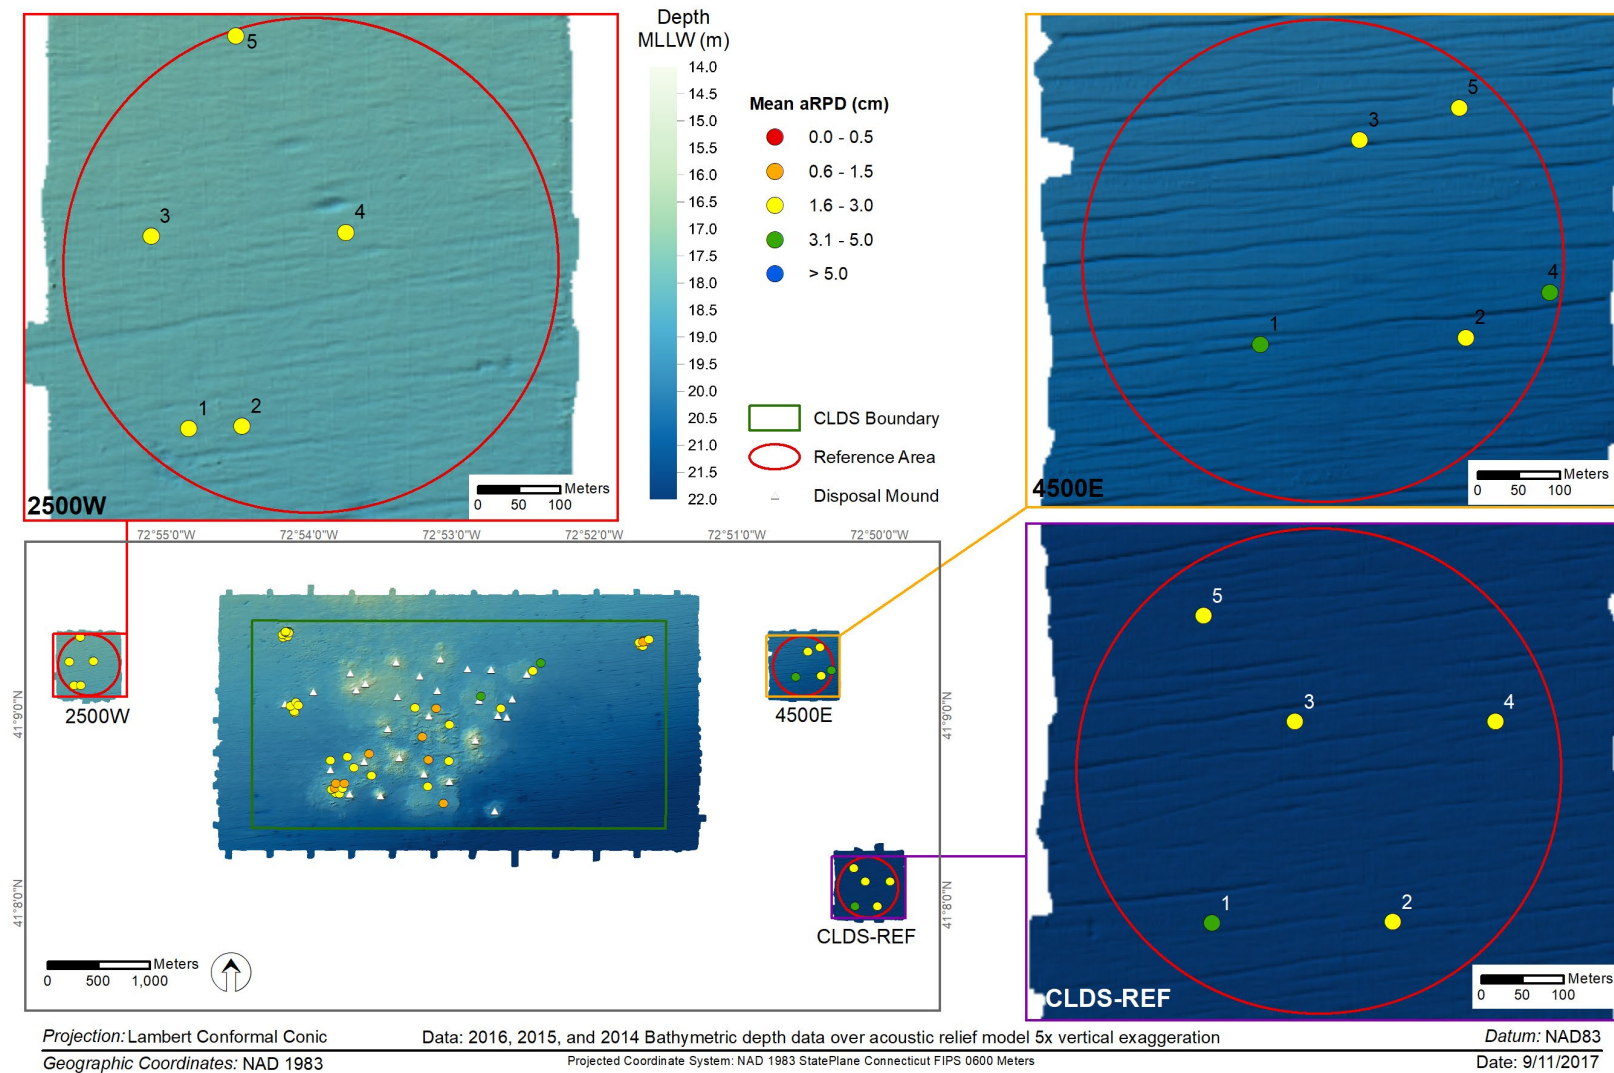 5
3
4
1
2
2500W
Meters
0 50 100
Depth
MLLW (m)
14.0
14.5
15.0
15.5
16.0
16.5
17.0
17.5
18.0
18.5
19.0
19.5
20.0
20.5
21.0
21.5
22.0
Mean aRPD (cm)
0.0 - 0.5
0.6 - 1.5
1.6 - 3.0
3.1 - 5.0
> 5.0
CLDS Boundary
Reference Area
Disposal Mound
5
3
4
1
2
4500E
Meters
0 50 100
72°55'0"W 72°54'0"W 72°53'0"W 72°52'0"W 72°51'0"W 72°50'0"W
41°9'0"N
41°8'0"N
2500W
4500E
CLDS-REF
41°9'0"N
41°8'0"N
Meters
0 500 1,000
5
3
4
1
2
CLDS-REF
Meters
0 50 100
Projection: Lambert Conformal Conic
Data: 2016, 2015, and 2014 Bathymetric depth data over acoustic relief model 5x vertical exaggeration
Datum: NAD83
Geographic Coordinates: NAD 1983
Projected Coordinate System: NAD 1983 StatePlane Connecticut FIPS 0600 Meters
Date: 9/11/2017